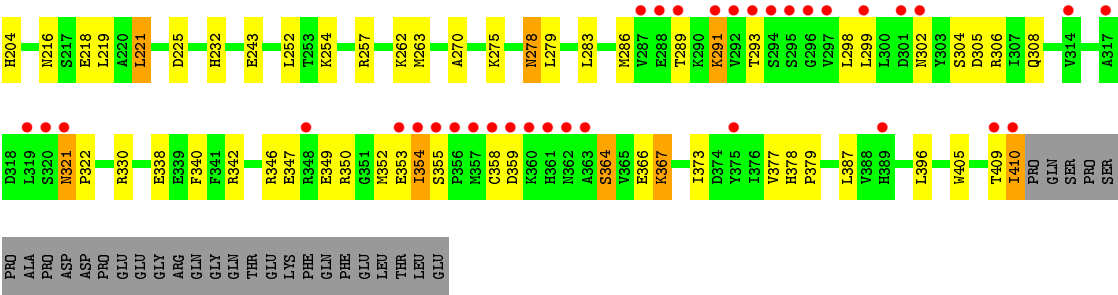 H204 N216 S217 E218 L219 A220 L221 D225 H232 E243 L252 T253 K254 R257 K262 M263 A270 K275 N278 L279 L283 M286 V287 E288 T289 K290 K291 V292 T293 S294 S295 G296 V297 L298 L299 L300 D301 N302 Y303 S304 D305 R306 I307 Q308 V314 A317
D318 L319 S320 N321 P322 R330 E338 E339 F340 F341 R342 R346 E347 R348 E349 R350 G351 M352 E353 I354 S355 P356 M357 C358 D359 K360 H361 N362 A363 S364 V365 E366 K367 I373 D374 Y375 I376 V377 H378 P379 L387 V388 H389 L396 W405 T409 I410 PRO GLN SER PRO SER
PRO ALA PRO ASP ASP PRO GLU GLU GLY ARG GLN GLY GLN THR GLU LYS PHE GLN PHE GLU LEU THR LEU GLU